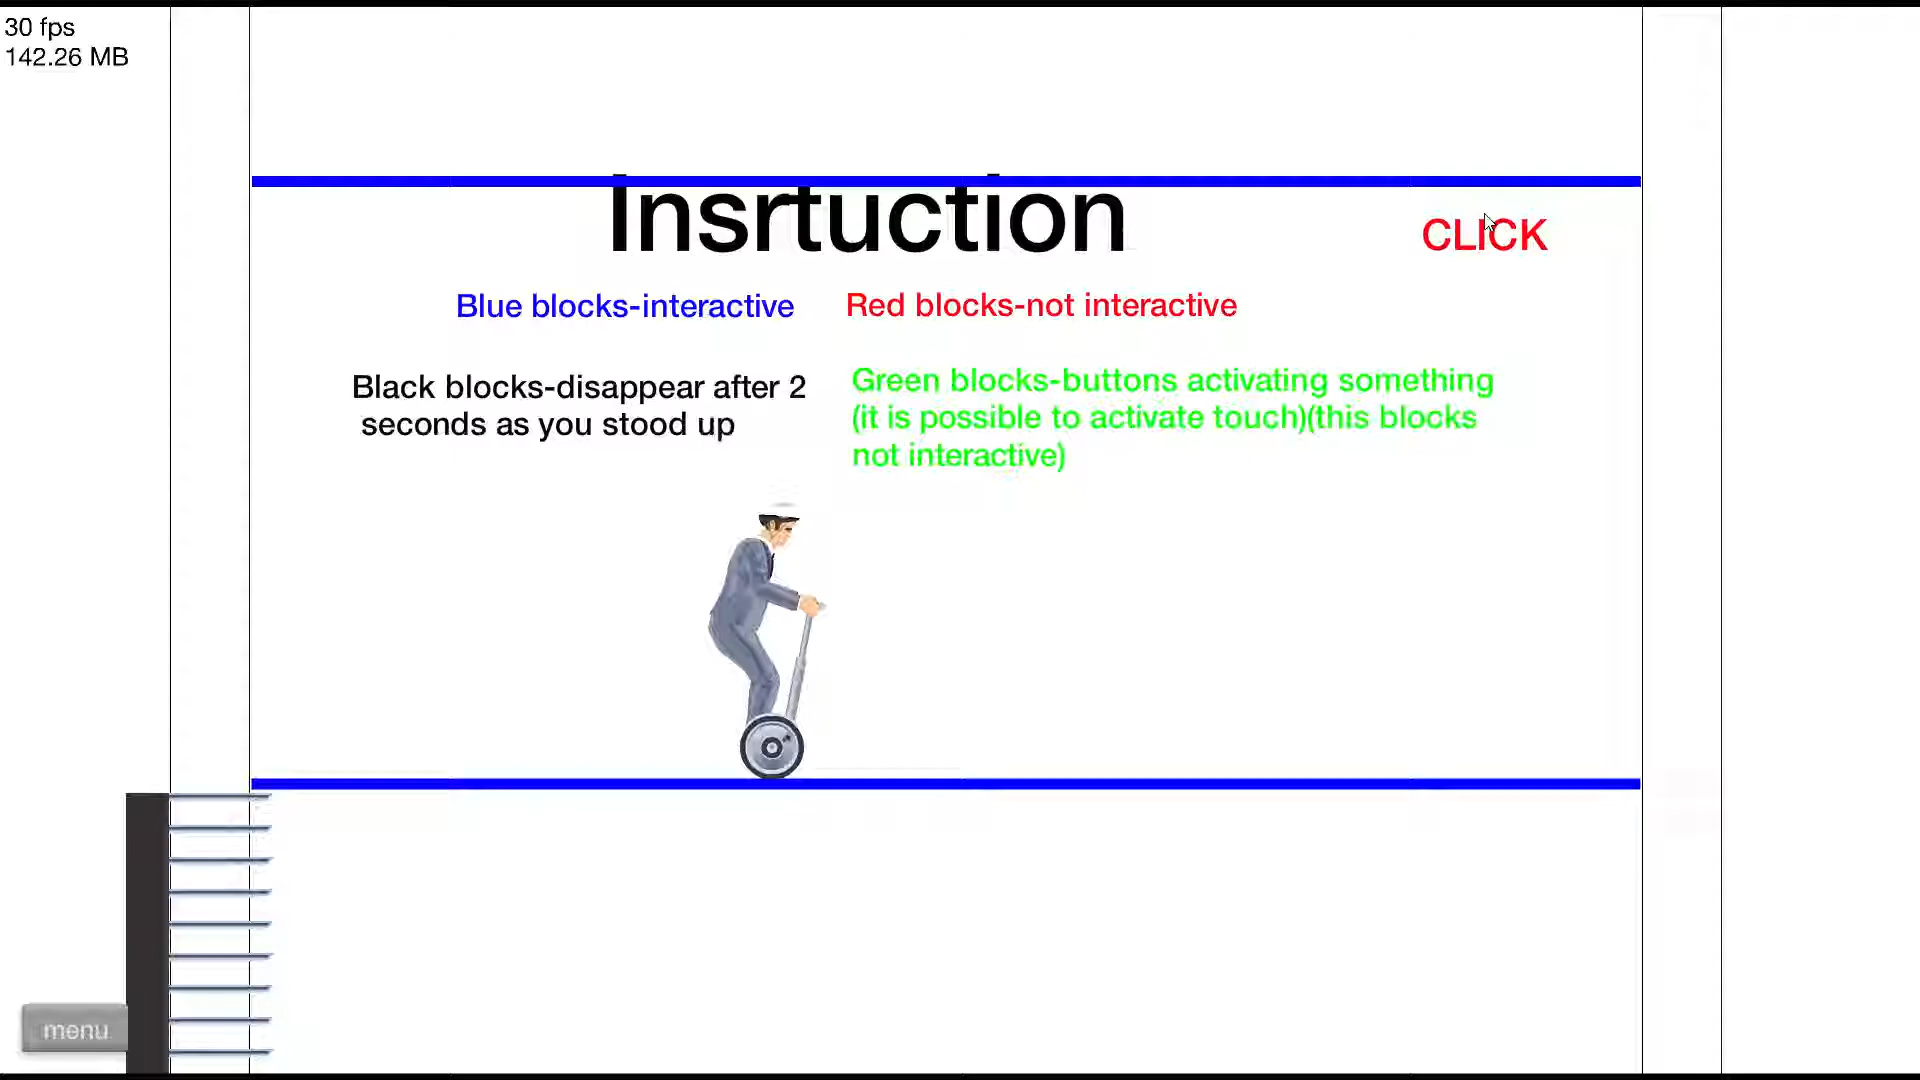 30 fps
142.26 MB
Insrtuction
CLICK
Blue blocks-interactive
Red blocks-not interactive
Black blocks-disappear after 2
seconds as you stood up
Green blocks-buttons activating something
(it is possible to activate touch)(this blocks
not interactive)
menu